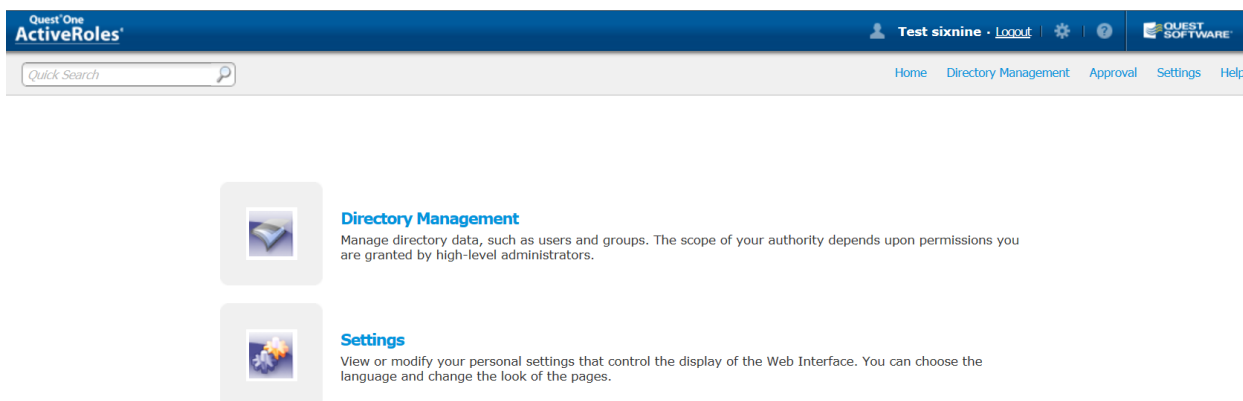 Quest One
ActiveRoles
Test sixnine · Logout
QUEST
SOFTWARE
Quick Search
Home Directory Management Approval Settings Help
Directory Management
Manage directory data, such as users and groups. The scope of your authority depends upon permissions you
are granted by high-level administrators.
Settings
View or modify your personal settings that control the display of the Web Interface. You can choose the
language and change the look of the pages.